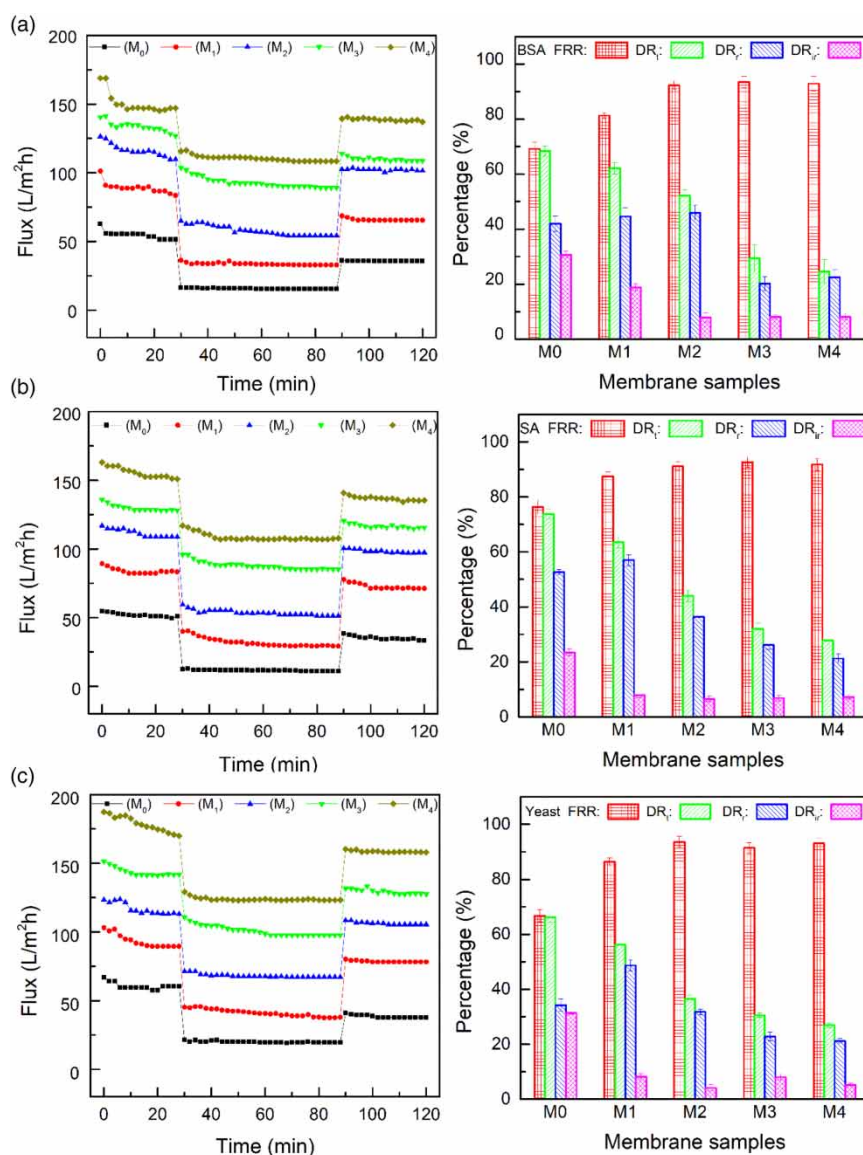 (a)
200
150
100
50
0
Flux (L/m²h)
(M₀) (M₁) (M₂) (M₃) (M₄)
0 20 40 60 80 100 120
Time (min)
BSA FRR: DRₜ: DRᵣ: DRᵢᵣ:
100
80
60
40
20
0
Percentage (%)
M0 M1 M2 M3 M4
Membrane samples
(b)
200
150
100
50
0
Flux (L/m²h)
(M₀) (M₁) (M₂) (M₃) (M₄)
0 20 40 60 80 100 120
Time (min)
SA FRR: DRₜ: DRᵣ: DRᵢᵣ:
100
80
60
40
20
0
Percentage (%)
M0 M1 M2 M3 M4
Membrane samples
(c)
200
150
100
50
0
Flux (L/m²h)
(M₀) (M₁) (M₂) (M₃) (M₄)
0 20 40 60 80 100 120
Time (min)
Yeast FRR: DRₜ: DRᵣ: DRᵢᵣ:
100
80
60
40
20
0
Percentage (%)
M0 M1 M2 M3 M4
Membrane samples